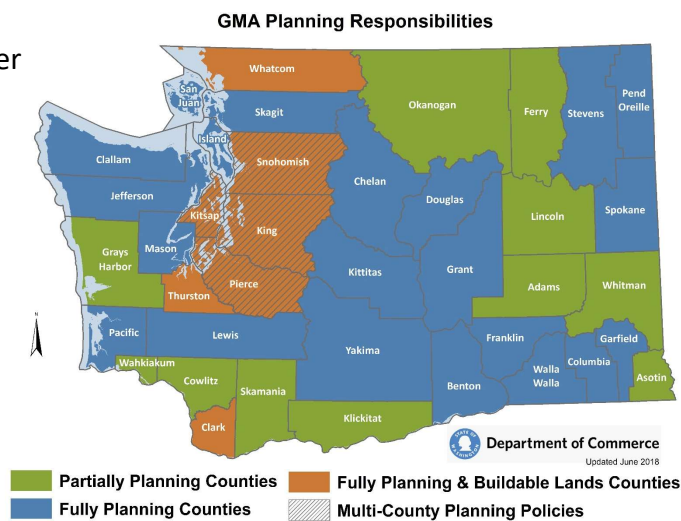 GMA Planning Responsibilities
er
Whatcom
San
Juan
Skagit
Okanogan
Ferry
Stevens
Pend
Oreille
Island
Clallam
Snohomish
Chelan
Jefferson
Douglas
Kitsap
Lincoln
Spokane
King
Grays
Harbor
Mason
Kittitas
Grant
Adams
Whitman
Thurston
Pierce
Pacific
Lewis
Yakima
Franklin
Garfield
Columbia
Walla
Walla
Benton
Asotin
Wahkiakum
Cowlitz
Skamania
Clark
Klickitat
N
Department of Commerce
Updated June 2018
Partially Planning Counties
Fully Planning & Buildable Lands Counties
Fully Planning Counties
Multi-County Planning Policies